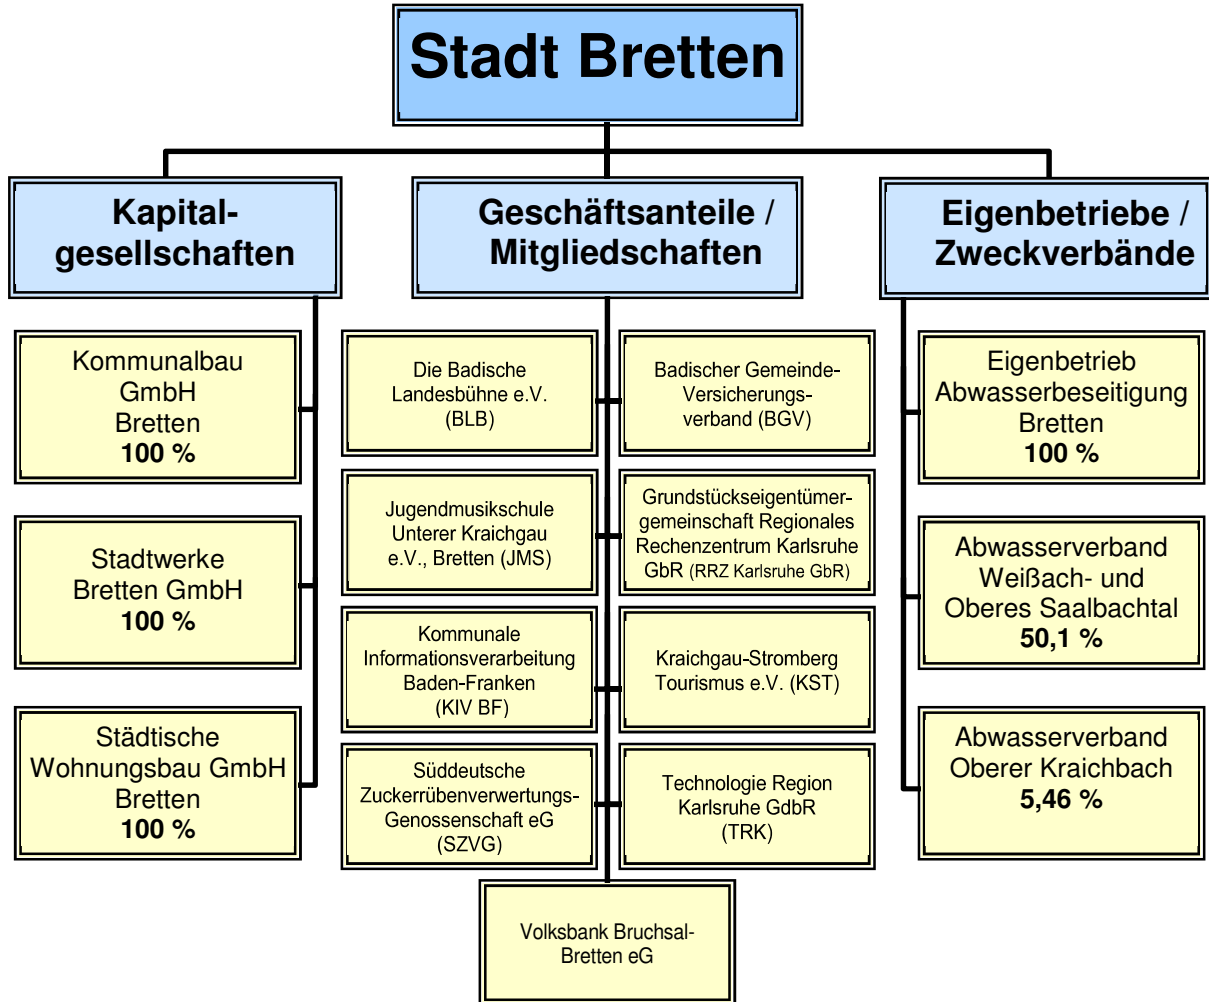 Stadt Bretten
Kapital-
gesellschaften
Geschäftsanteile /
Mitgliedschaften
Eigenbetriebe /
Zweckverbände
Kommunalbau
GmbH
Bretten
100 %
Stadtwerke
Bretten GmbH
100 %
Städtische
Wohnungsbau GmbH
Bretten
100 %
Die Badische
Landesbühne e.V.
(BLB)
Badischer Gemeinde-
Versicherungs-
verband (BGV)
Jugendmusikschule
Unterer Kraichgau
e.V., Bretten (JMS)
Grundstückseigentümer-
gemeinschaft Regionales
Rechenzentrum Karlsruhe
GbR (RRZ Karlsruhe GbR)
Kommunale
Informationsverarbeitung
Baden-Franken
(KIV BF)
Kraichgau-Stromberg
Tourismus e.V. (KST)
Süddeutsche
Zuckerrübenverwertungs-
Genossenschaft eG
(SZVG)
Technologie Region
Karlsruhe GdbR
(TRK)
Volksbank Bruchsal-
Bretten eG
Eigenbetrieb
Abwasserbeseitigung
Bretten
100 %
Abwasserverband
Weißach- und
Oberes Saalbachtal
50,1 %
Abwasserverband
Oberer Kraichbach
5,46 %